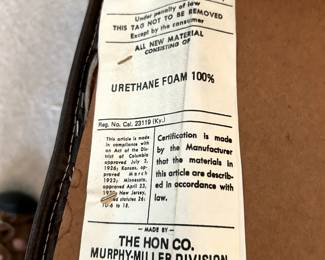 Under penalty of law
THIS TAG NOT TO BE REMOVED
Except by the consumer
ALL NEW MATERIAL
CONSISTING OF
URETHANE FOAM 100%
Reg. No. Cal. 23119 (Ky.)
This article is made
in compliance with
an Act of the Dis-
trict of Columbia
approved July 3,
1926; Kansas, ap-
proved March
1923; Minnesota,
approved April 23,
New Jersey,
statutes 26:
10-6 to 18.
Certification is made
by the Manufacturer
that the materials in
this article are describ-
ed in accordance with
law.
MADE BY
THE HON CO.
MURPHY-MILLER DIVISION